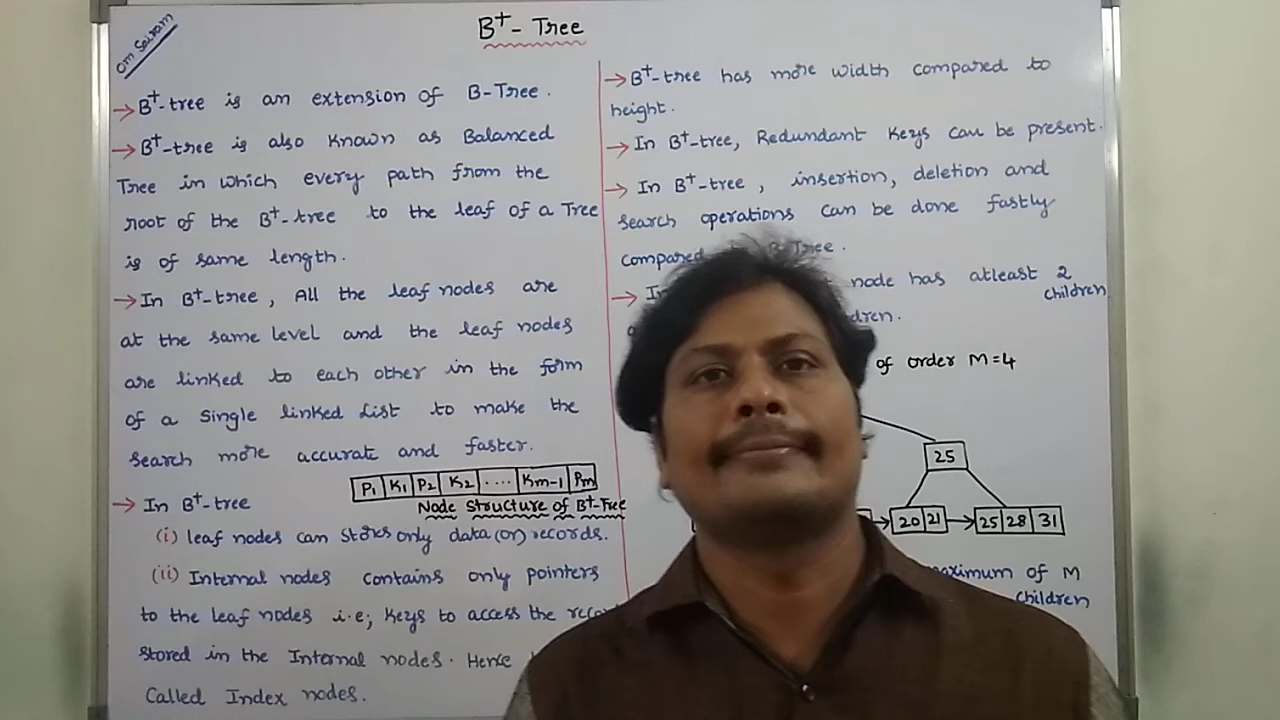 Om Sairam
B+- Tree
→ B+-tree is an extension of B-Tree.
→ B+-tree is also known as Balanced
Tree in which every path from the
root of the B+-tree to the leaf of a Tree
is of same length.
→ In B+-tree, All the leaf nodes are
at the same level and the leaf nodes
are linked to each other in the form
of a Single linked List to make the
search more accurate and faster.
P1 K1 P2 K2 .... Km-1 Pm
Node Structure of B+-Tree
→ In B+-tree
(i) leaf nodes can stores only data (or) records.
(ii) Internal nodes contains only pointers
to the leaf nodes i.e; Keys to access the
stored in the Internal nodes. Hence
Called Index nodes.
→ B+-tree has more width compared to
height.
→ In B+-tree, Redundant Keys can be present.
→ In B+-tree, insertion, deletion and
search operations can be done fastly
compared B-Tree.
→ In node has atleast 2
children
of order M=4
25
20 21 → 25 28 31
maximum of M
children